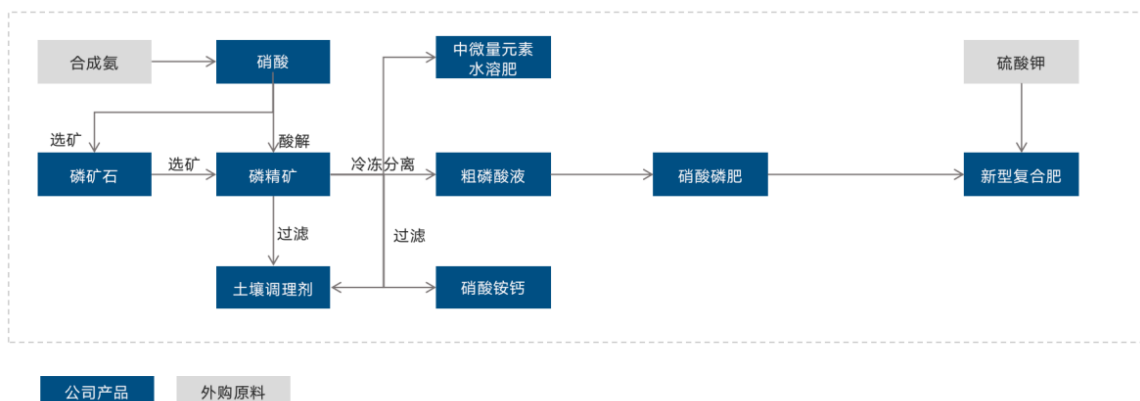 合成氨
硝酸
中微量元素
水溶肥
硫酸钾
选矿
酸解
磷矿石
选矿
磷精矿
冷冻分离
粗磷酸液
硝酸磷肥
新型复合肥
过滤
过滤
土壤调理剂
硝酸铵钙
公司产品
外购原料